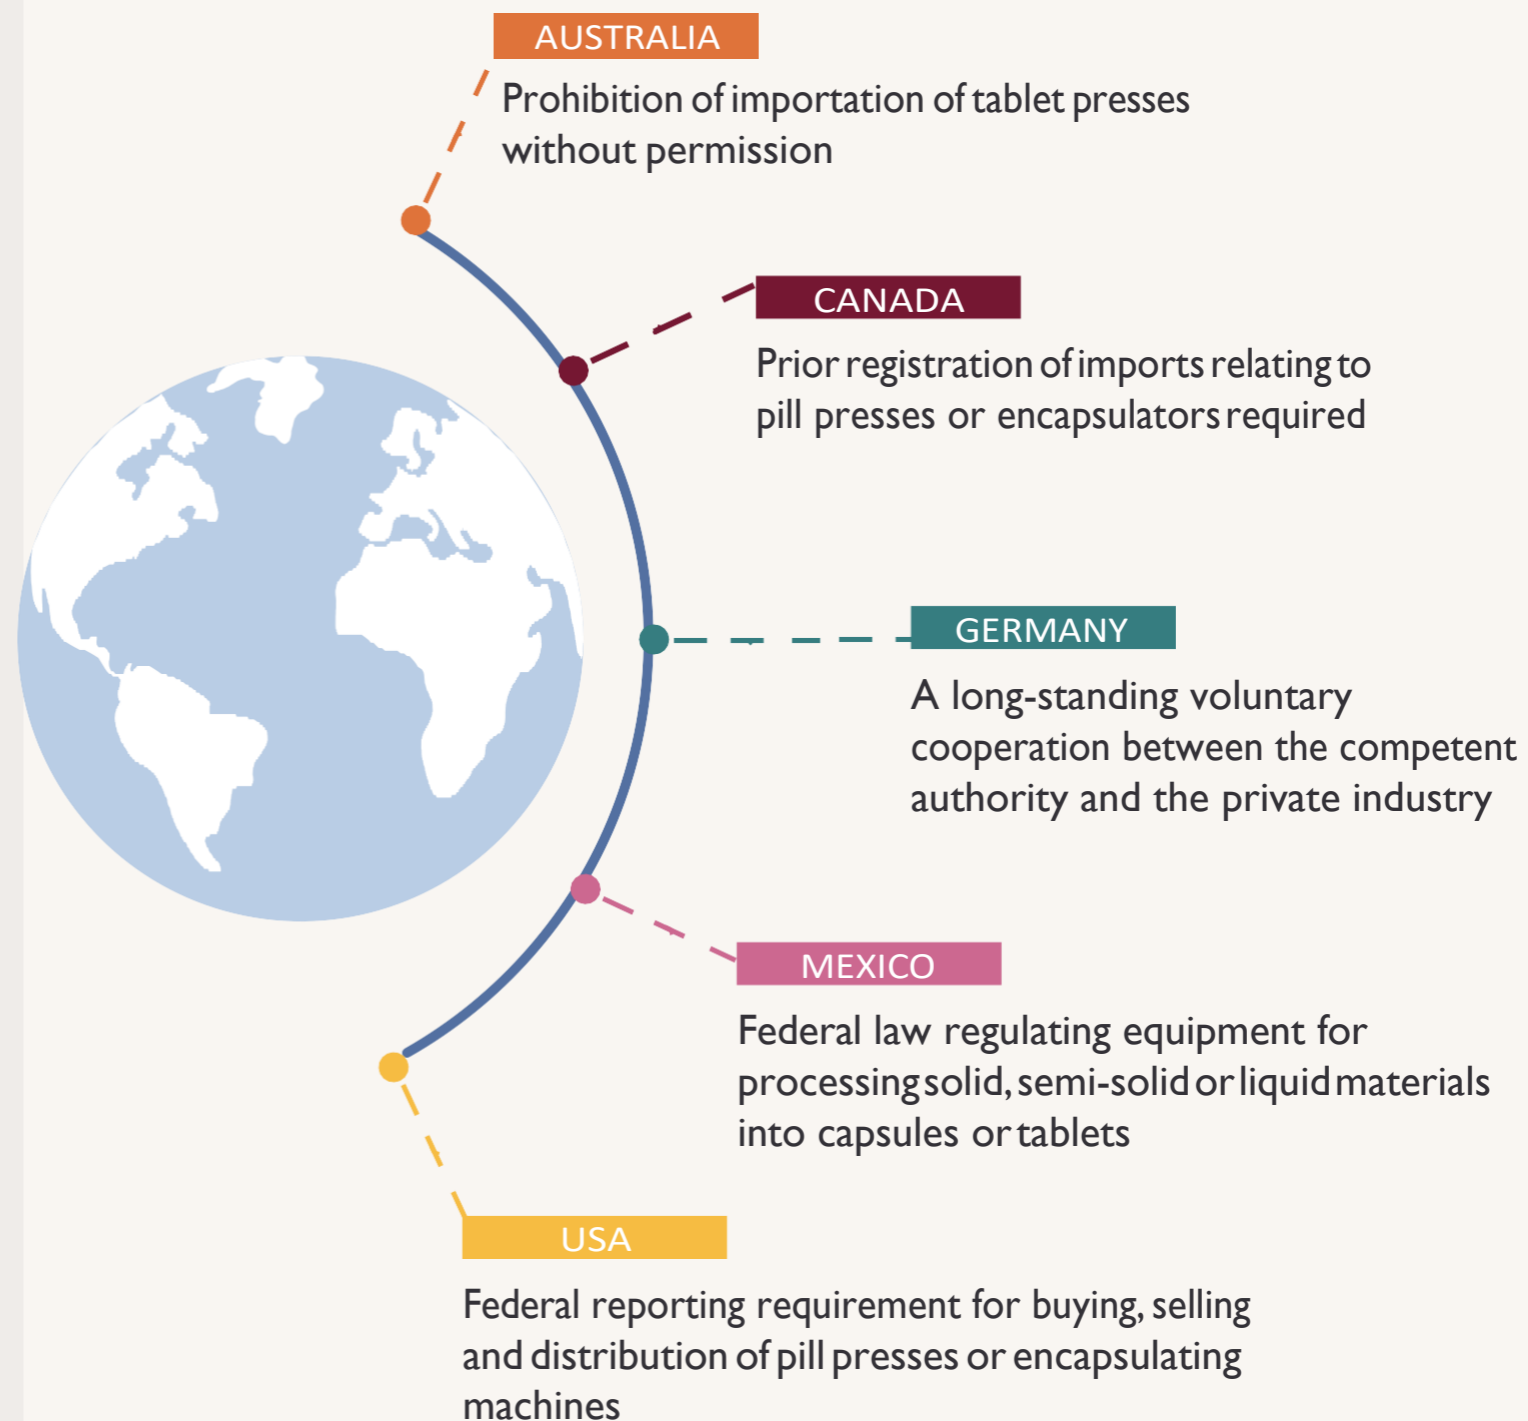 AUSTRALIA
Prohibition of importation of tablet presses
without permission
CANADA
Prior registration of imports relating to
pill presses or encapsulators required
GERMANY
A long-standing voluntary
cooperation between the competent
authority and the private industry
MEXICO
Federal law regulating equipment for
processing solid, semi-solid or liquid materials
into capsules or tablets
USA
Federal reporting requirement for buying, selling
and distribution of pill presses or encapsulating
machines